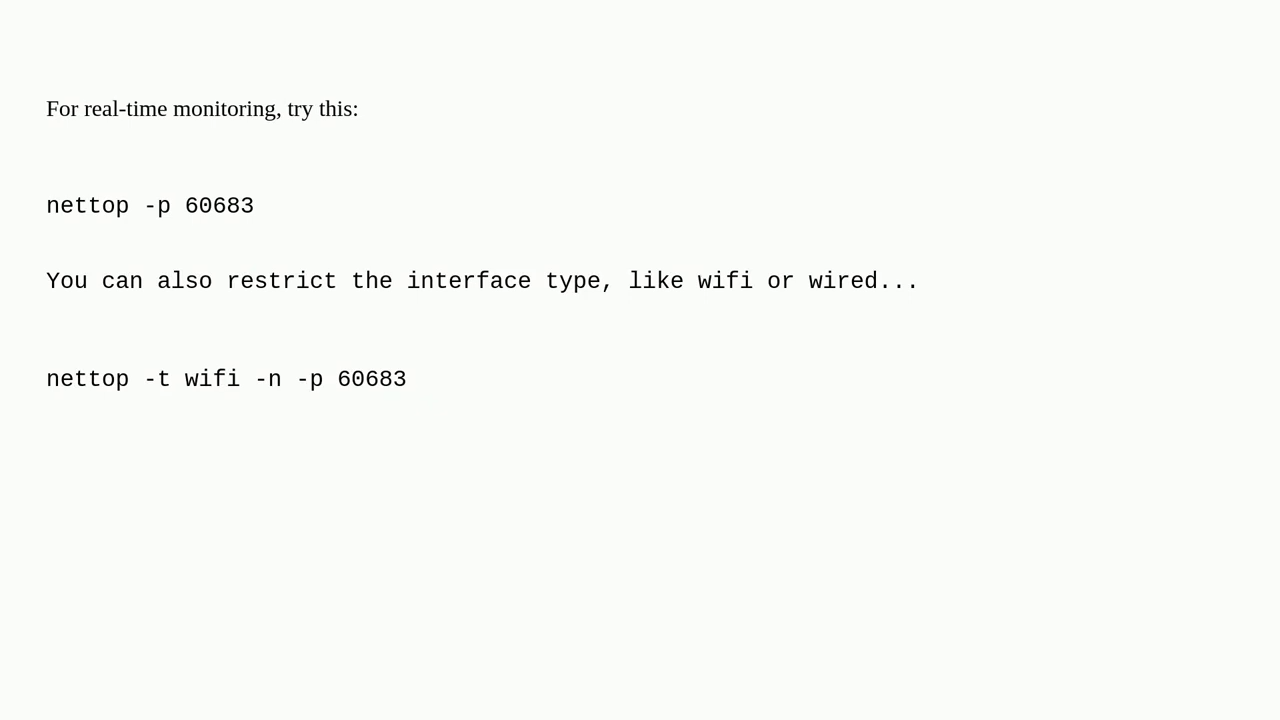 For real-time monitoring, try this:
nettop -p 60683
You can also restrict the interface type, like wifi or wired...
nettop -t wifi -n -p 60683